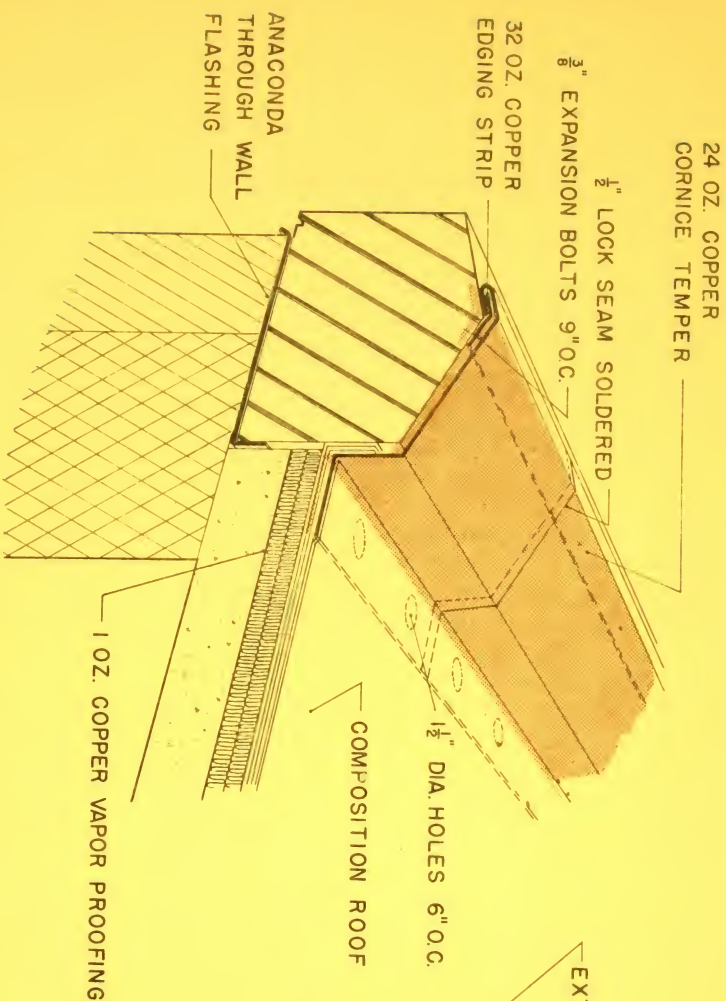 24 OZ. COPPER
CORNICE TEMPER
1/2" LOCK SEAM SOLDERED
3/8" EXPANSION BOLTS 9" O.C.
32 OZ. COPPER
EDGING STRIP
ANACONDA
THROUGH WALL
FLASHING
1 1/2" DIA. HOLES 6" O.C.
COMPOSITION ROOF
1 OZ. COPPER VAPOR PROOFING